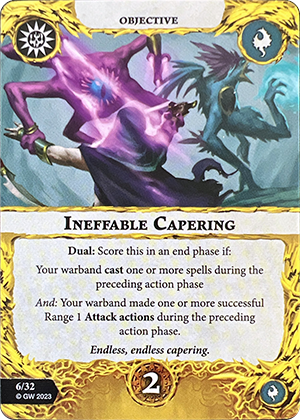 OBJECTIVE
INEFFABLE CAPERING
Dual: Score this in an end phase if:
Your warband cast one or more spells during the
preceding action phase
And: Your warband made one or more successful
Range 1 Attack actions during the preceding
action phase.
Endless, endless capering.
6/32
© GW 2023
2